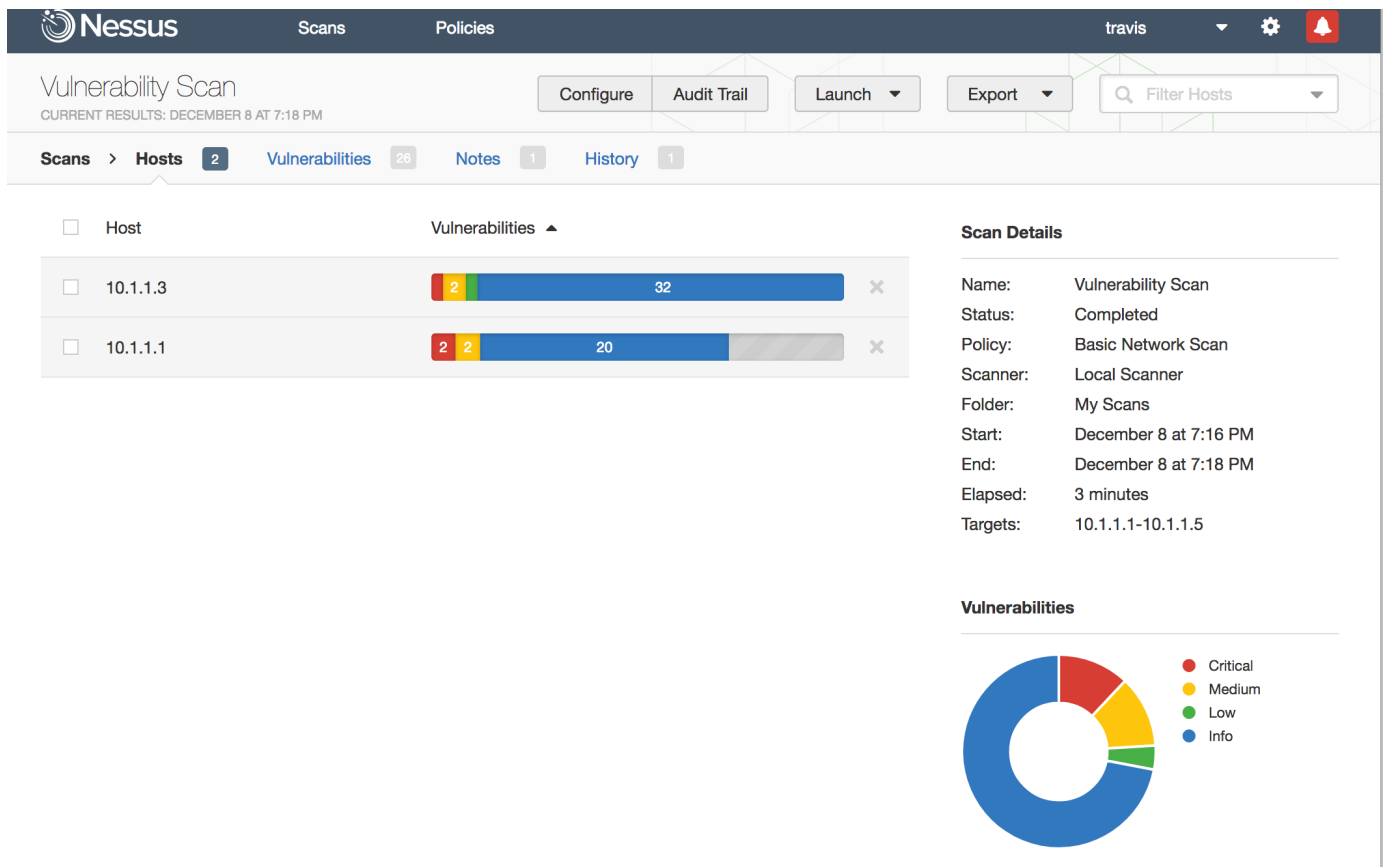 Nessus Scans Policies travis
Vulnerability Scan
CURRENT RESULTS: DECEMBER 8 AT 7:18 PM
Configure Audit Trail Launch Export Filter Hosts
Scans > Hosts 2 Vulnerabilities 26 Notes 1 History 1
Host Vulnerabilities
10.1.1.3 2 32
10.1.1.1 2 2 20
Scan Details
Name: Vulnerability Scan
Status: Completed
Policy: Basic Network Scan
Scanner: Local Scanner
Folder: My Scans
Start: December 8 at 7:16 PM
End: December 8 at 7:18 PM
Elapsed: 3 minutes
Targets: 10.1.1.1-10.1.1.5
Vulnerabilities
Critical
Medium
Low
Info